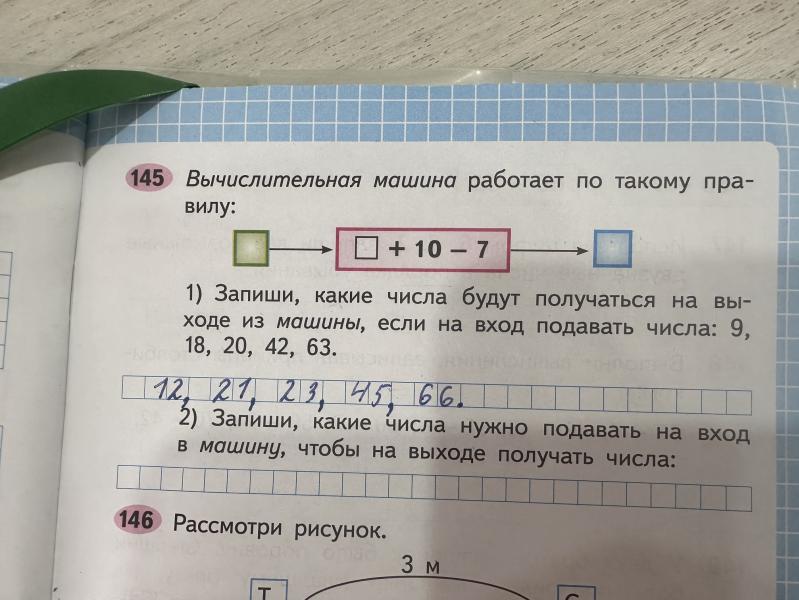 145 Вычислительная машина работает по такому пра-
вилу:
□ + 10 − 7
1) Запиши, какие числа будут получаться на вы-
ходе из машины, если на вход подавать числа: 9,
18, 20, 42, 63.
12, 21, 23, 45, 66.
2) Запиши, какие числа нужно подавать на вход
в машину, чтобы на выходе получать числа:
146 Рассмотри рисунок.
3 м